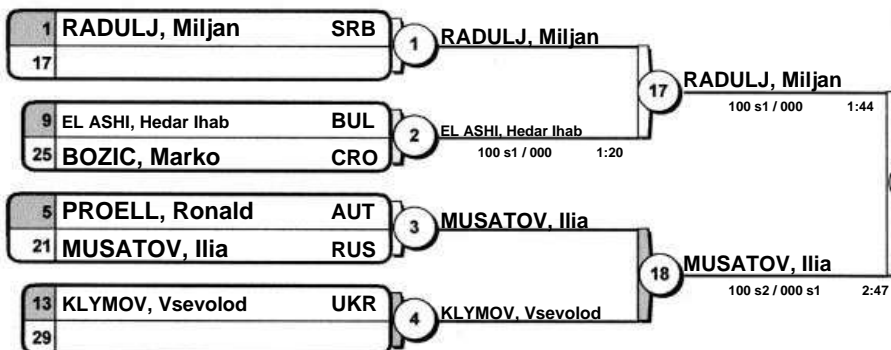 1 RADULJ, Miljan SRB
17
1
RADULJ, Miljan
9 EL ASHI, Hedar Ihab BUL
25 BOZIC, Marko CRO
2
EL ASHI, Hedar Ihab
100 s1 / 000 1:20
17
RADULJ, Miljan
100 s1 / 000 1:44
5 PROELL, Ronald AUT
21 MUSATOV, Ilia RUS
3
MUSATOV, Ilia
13 KLYMOV, Vsevolod UKR
29
4
KLYMOV, Vsevolod
18
MUSATOV, Ilia
100 s2 / 000 s1 2:47